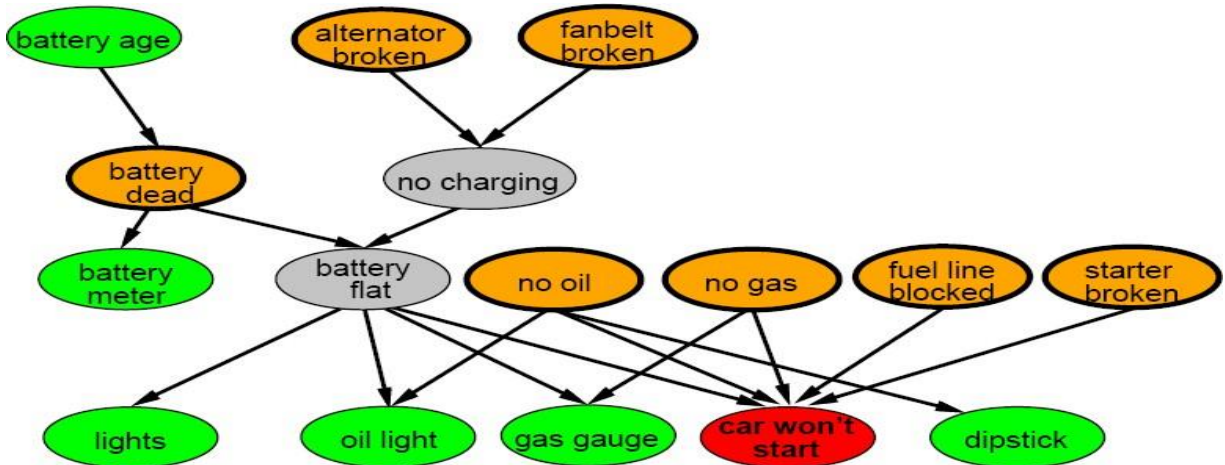 battery age
alternator
broken
fanbelt
broken
battery
dead
no charging
battery
meter
battery
flat
no oil
no gas
fuel line
blocked
starter
broken
lights
oil light
gas gauge
car won't
start
dipstick